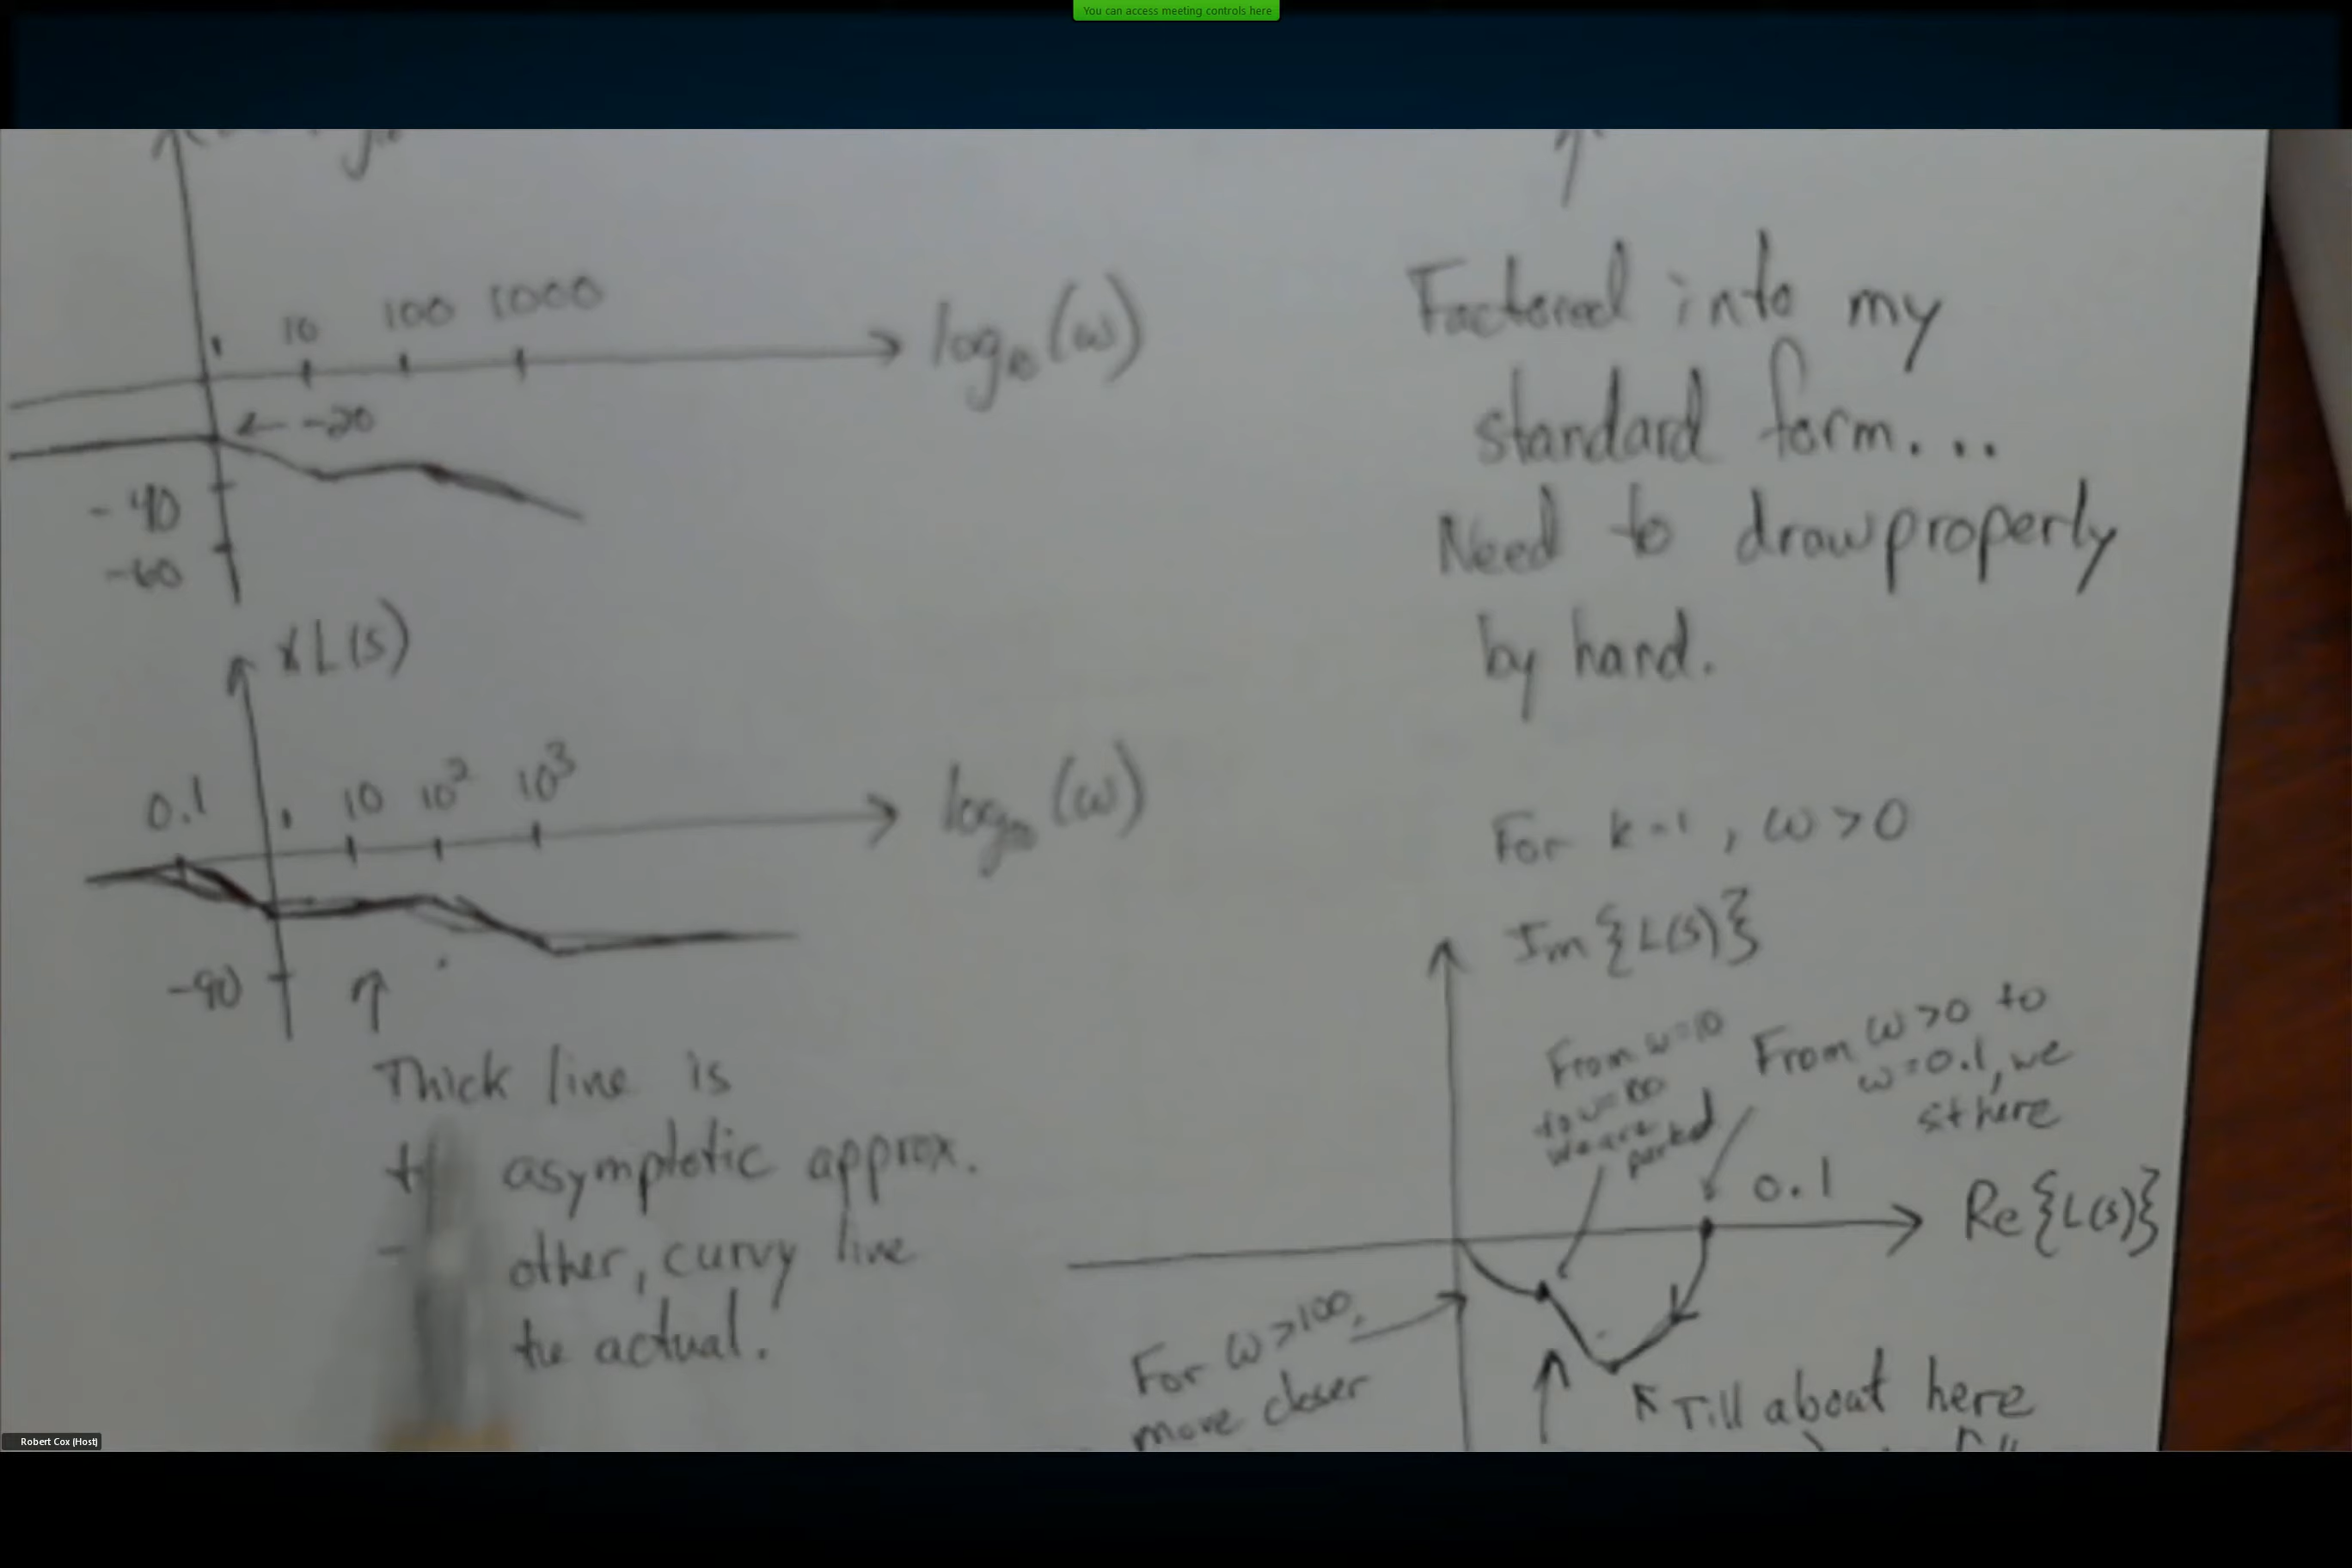 You can access meeting controls here
10 100 1000
log₁₀(ω)
-20
-40
-60
∠L(s)
0.1 1 10 10² 10³
log₁₀(ω)
-90
Thick line is
asymptotic approx.
other, curvy line
the actual.
Factored into my
standard form...
Need to draw properly
by hand.
For k=1, ω>0
Im{L(s)}
From ω=10
to ω=100
we are
parked
From ω>0 to
ω=0.1, we
st here
0.1
Re{L(s)}
For ω>100,
move closer
Till about here
Robert Cox (Host)